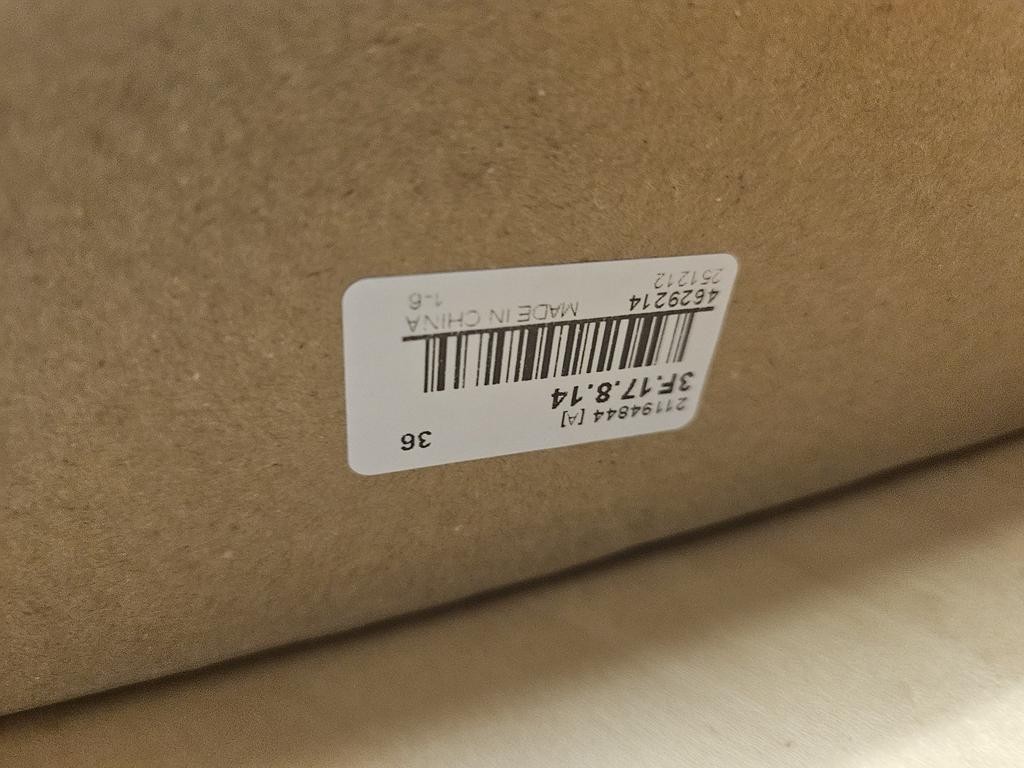 21194844 [A] 36
3F.17.8.14
4629214 MADE IN CHINA
251212 1-6